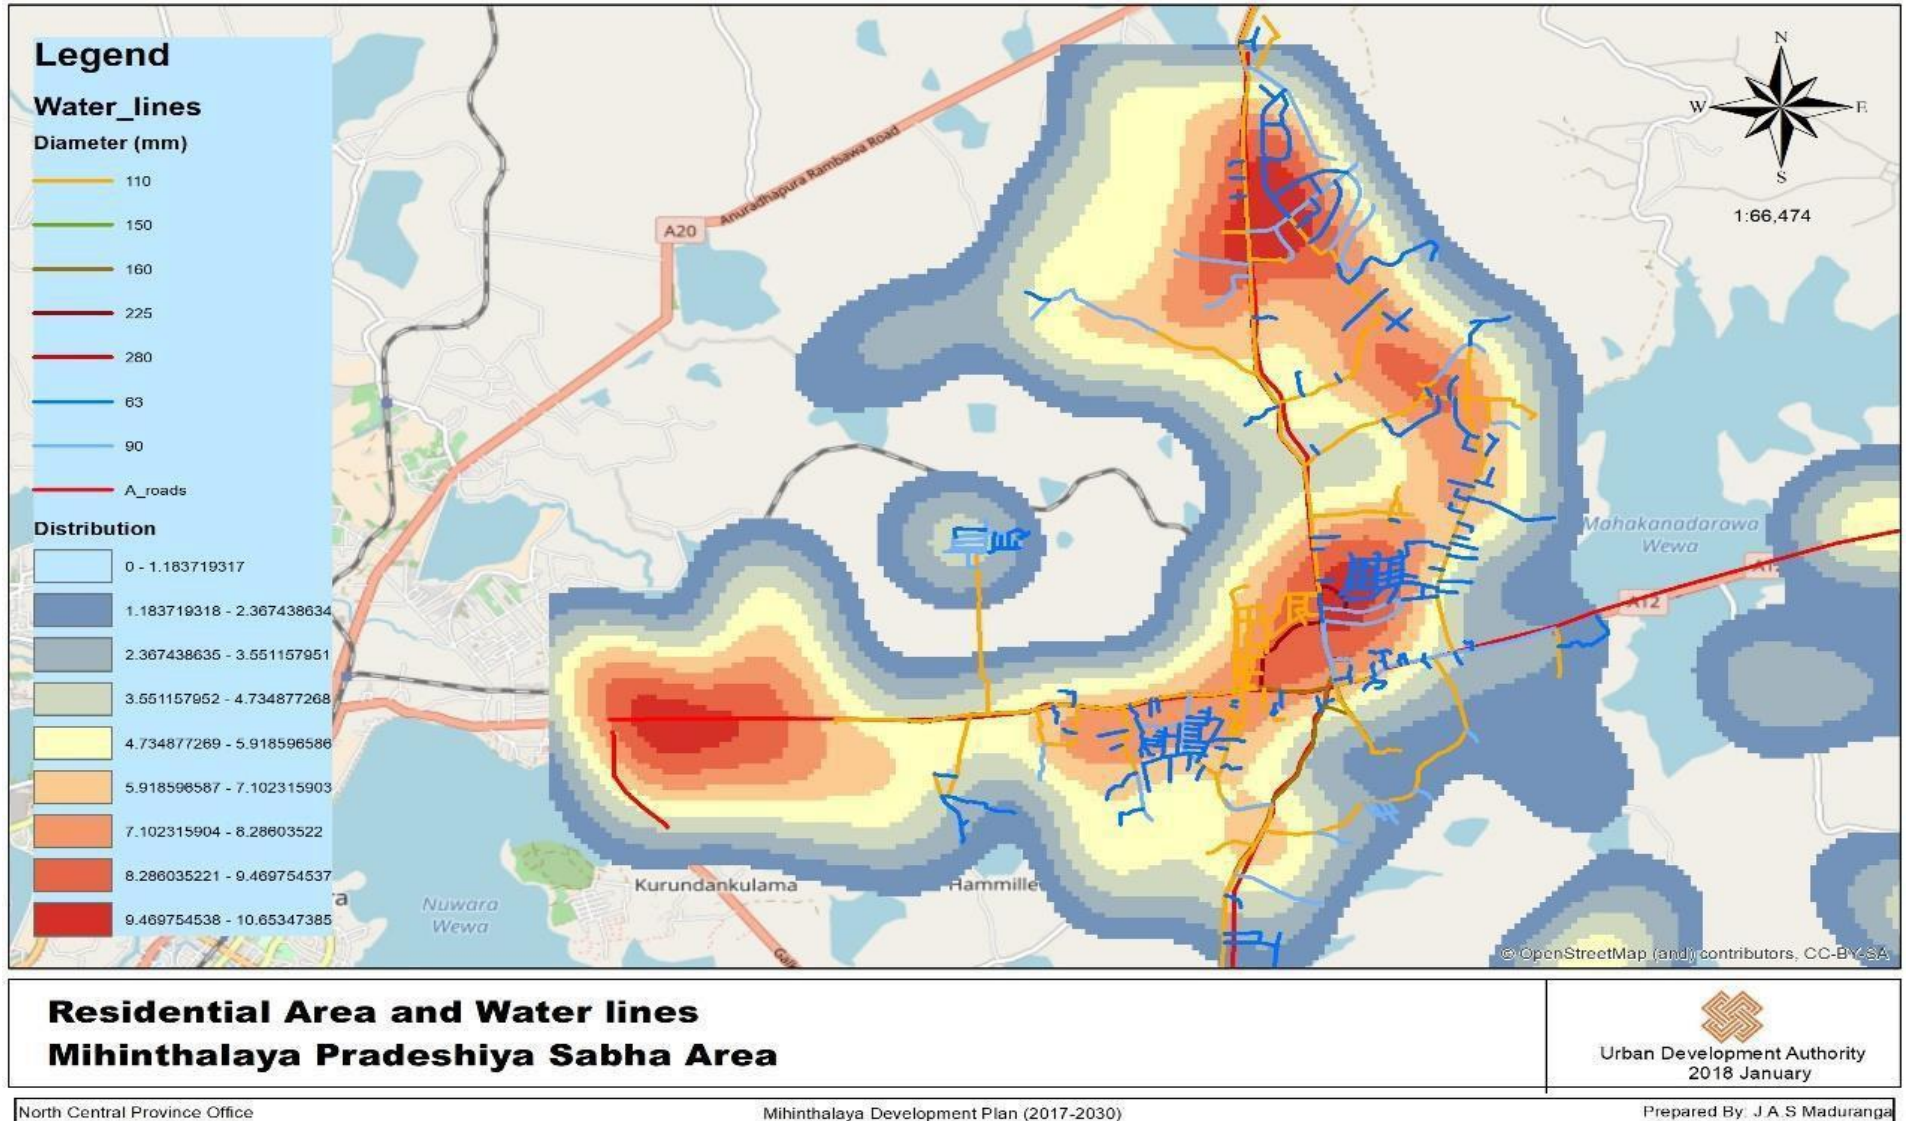 Legend
Water_lines
Diameter (mm)
110
150
160
225
280
63
90
A_roads
Distribution
0 - 1.183719317
1.183719318 - 2.367438634
2.367438635 - 3.551157951
3.551157952 - 4.734877268
4.734877269 - 5.918596586
5.918596587 - 7.102315903
7.102315904 - 8.28603522
8.286035221 - 9.469754537
9.469754538 - 10.65347385
Anuradhapura Rambawa Road
A20
N
W
E
S
1:66,474
Mahakanadarawa
Wewa
A12
Kurundankulama
Nuwara
Wewa
© OpenStreetMap (and) contributors, CC-BY-SA
Residential Area and Water lines
Mihinthalaya Pradeshiya Sabha Area
Urban Development Authority
2018 January
North Central Province Office
Mihinthalaya Development Plan (2017-2030)
Prepared By: J.A.S Maduranga